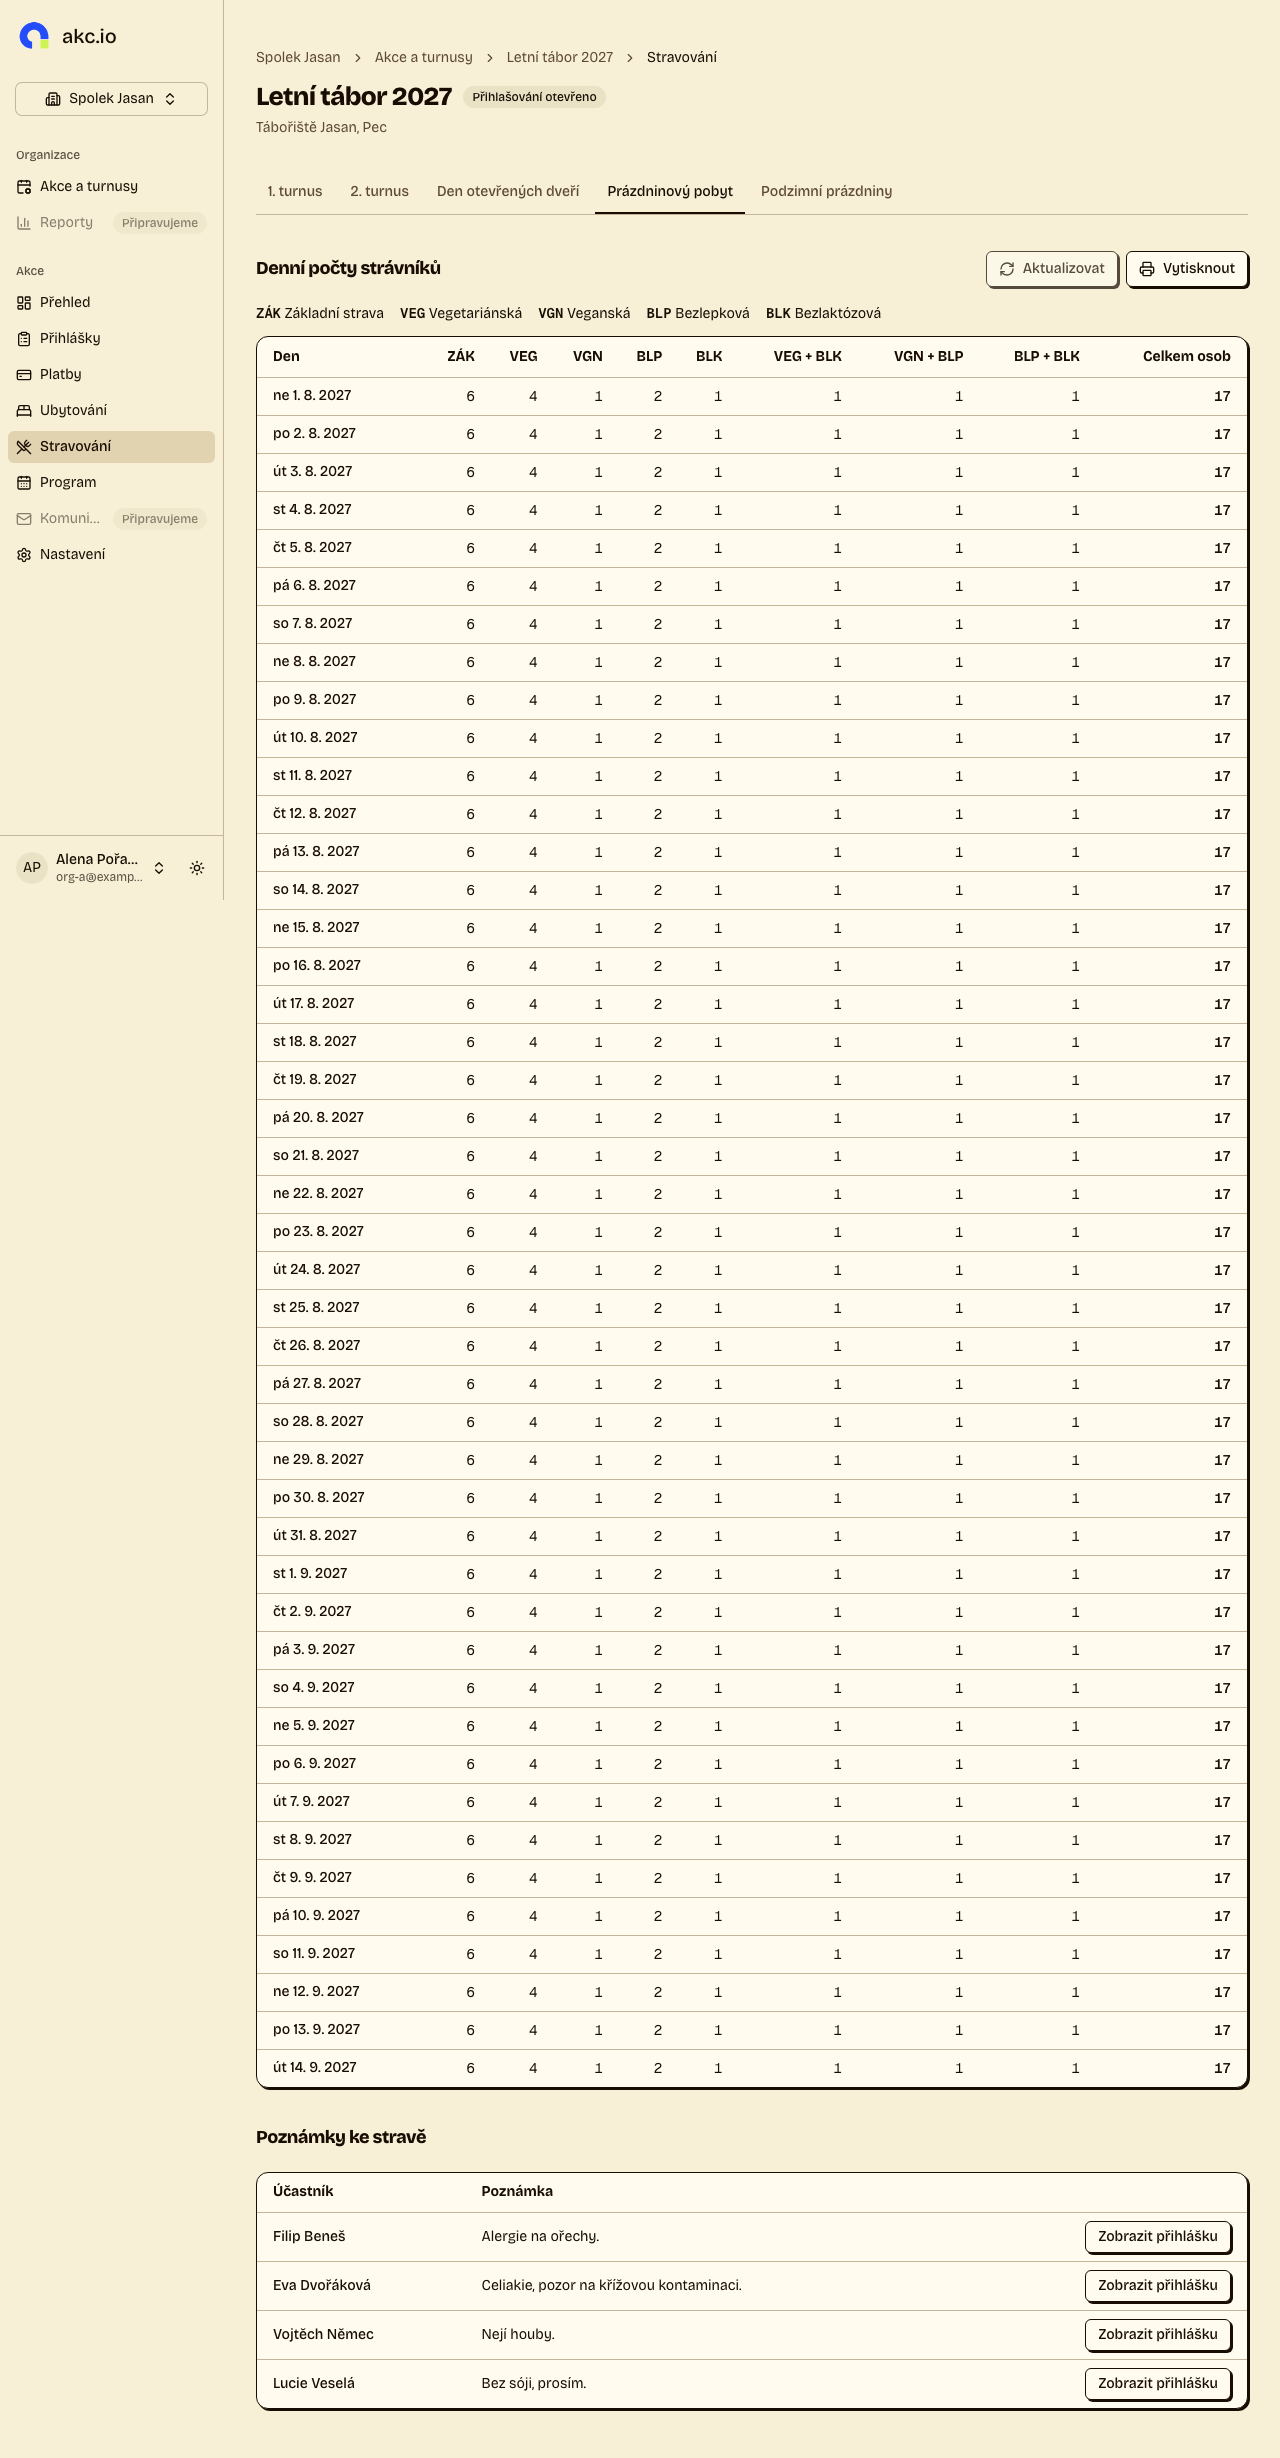 akc.io
Spolek Jasan
Organizace
Akce a turnusy
Reporty Připravujeme
Akce
Přehled
Přihlášky
Platby
Ubytování
Stravování
Program
Komuni... Připravujeme
Nastavení
AP Alena Pořa...
org-a@examp...
Spolek Jasan > Akce a turnusy > Letní tábor 2027 > Stravování
Letní tábor 2027 Přihlašování otevřeno
Tábořiště Jasan, Pec
1. turnus 2. turnus Den otevřených dveří Prázdninový pobyt Podzimní prázdniny
Denní počty strávníků Aktualizovat Vytisknout
ZÁK Základní strava VEG Vegetariánská VGN Veganská BLP Bezlepková BLK Bezlaktózová
Den ZÁK VEG VGN BLP BLK VEG + BLK VGN + BLP BLP + BLK Celkem osob
ne 1. 8. 2027 6 4 1 2 1 1 1 1 17
po 2. 8. 2027 6 4 1 2 1 1 1 1 17
út 3. 8. 2027 6 4 1 2 1 1 1 1 17
st 4. 8. 2027 6 4 1 2 1 1 1 1 17
čt 5. 8. 2027 6 4 1 2 1 1 1 1 17
pá 6. 8. 2027 6 4 1 2 1 1 1 1 17
so 7. 8. 2027 6 4 1 2 1 1 1 1 17
ne 8. 8. 2027 6 4 1 2 1 1 1 1 17
po 9. 8. 2027 6 4 1 2 1 1 1 1 17
út 10. 8. 2027 6 4 1 2 1 1 1 1 17
st 11. 8. 2027 6 4 1 2 1 1 1 1 17
čt 12. 8. 2027 6 4 1 2 1 1 1 1 17
pá 13. 8. 2027 6 4 1 2 1 1 1 1 17
so 14. 8. 2027 6 4 1 2 1 1 1 1 17
ne 15. 8. 2027 6 4 1 2 1 1 1 1 17
po 16. 8. 2027 6 4 1 2 1 1 1 1 17
út 17. 8. 2027 6 4 1 2 1 1 1 1 17
st 18. 8. 2027 6 4 1 2 1 1 1 1 17
čt 19. 8. 2027 6 4 1 2 1 1 1 1 17
pá 20. 8. 2027 6 4 1 2 1 1 1 1 17
so 21. 8. 2027 6 4 1 2 1 1 1 1 17
ne 22. 8. 2027 6 4 1 2 1 1 1 1 17
po 23. 8. 2027 6 4 1 2 1 1 1 1 17
út 24. 8. 2027 6 4 1 2 1 1 1 1 17
st 25. 8. 2027 6 4 1 2 1 1 1 1 17
čt 26. 8. 2027 6 4 1 2 1 1 1 1 17
pá 27. 8. 2027 6 4 1 2 1 1 1 1 17
so 28. 8. 2027 6 4 1 2 1 1 1 1 17
ne 29. 8. 2027 6 4 1 2 1 1 1 1 17
po 30. 8. 2027 6 4 1 2 1 1 1 1 17
út 31. 8. 2027 6 4 1 2 1 1 1 1 17
st 1. 9. 2027 6 4 1 2 1 1 1 1 17
čt 2. 9. 2027 6 4 1 2 1 1 1 1 17
pá 3. 9. 2027 6 4 1 2 1 1 1 1 17
so 4. 9. 2027 6 4 1 2 1 1 1 1 17
ne 5. 9. 2027 6 4 1 2 1 1 1 1 17
po 6. 9. 2027 6 4 1 2 1 1 1 1 17
út 7. 9. 2027 6 4 1 2 1 1 1 1 17
st 8. 9. 2027 6 4 1 2 1 1 1 1 17
čt 9. 9. 2027 6 4 1 2 1 1 1 1 17
pá 10. 9. 2027 6 4 1 2 1 1 1 1 17
so 11. 9. 2027 6 4 1 2 1 1 1 1 17
ne 12. 9. 2027 6 4 1 2 1 1 1 1 17
po 13. 9. 2027 6 4 1 2 1 1 1 1 17
út 14. 9. 2027 6 4 1 2 1 1 1 1 17
Poznámky ke stravě
Účastník Poznámka
Filip Beneš Alergie na ořechy. Zobrazit přihlášku
Eva Dvořáková Celiakie, pozor na křížovou kontaminaci. Zobrazit přihlášku
Vojtěch Němec Nejí houby. Zobrazit přihlášku
Lucie Veselá Bez sóji, prosím. Zobrazit přihlášku